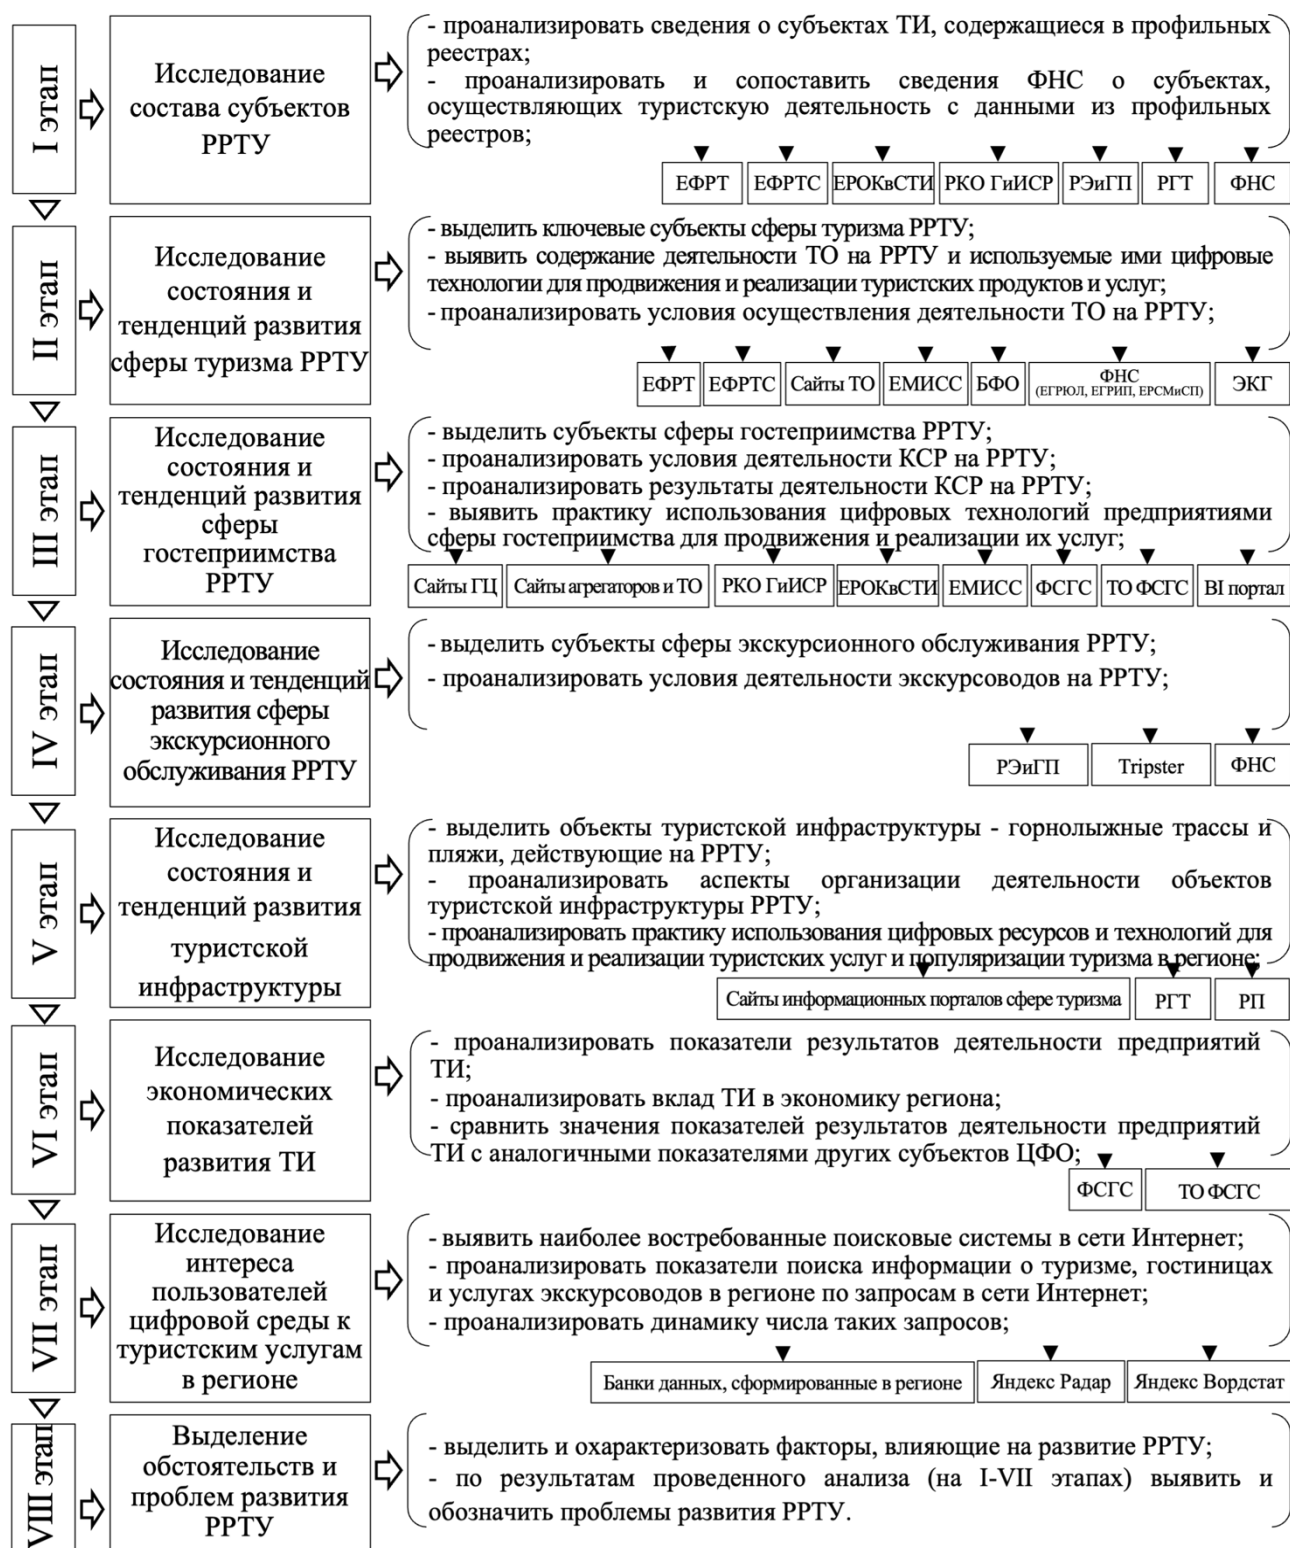 I этап
Исследование
состава субъектов
РРТУ
- проанализировать сведения о субъектах ТИ, содержащиеся в профильных
реестрах;
- проанализировать и сопоставить сведения ФНС о субъектах,
осуществляющих туристскую деятельность с данными из профильных
реестров;
ЕФРТ
ЕФРТС
ЕРОКвСТИ
РКО ГиИСР
РЭиГП
РГТ
ФНС
II этап
Исследование
состояния и
тенденций развития
сферы туризма РРТУ
- выделить ключевые субъекты сферы туризма РРТУ;
- выявить содержание деятельности ТО на РРТУ и используемые ими цифровые
технологии для продвижения и реализации туристских продуктов и услуг;
- проанализировать условия осуществления деятельности ТО на РРТУ;
ЕФРТ
ЕФРТС
Сайты ТО
ЕМИСС
БФО
ФНС
(ЕГРЮЛ, ЕГРИП, ЕРСМиСП)
ЭКГ
III этап
Исследование
состояния и
тенденций развития
сферы
гостеприимства
РРТУ
- выделить субъекты сферы гостеприимства РРТУ;
- проанализировать условия деятельности КСР на РРТУ;
- проанализировать результаты деятельности КСР на РРТУ;
- выявить практику использования цифровых технологий предприятиями
сферы гостеприимства для продвижения и реализации их услуг;
Сайты ГЦ
Сайты агрегаторов и ТО
РКО ГиИСР
ЕРОКвСТИ
ЕМИСС
ФСГС
ТО ФСГС
BI портал
IV этап
Исследование
состояния и тенденций
развития сферы
экскурсионного
обслуживания РРТУ
- выделить субъекты сферы экскурсионного обслуживания РРТУ;
- проанализировать условия деятельности экскурсоводов на РРТУ;
РЭиГП
Tripster
ФНС
V этап
Исследование
состояния и
тенденций развития
туристской
инфраструктуры
- выделить объекты туристской инфраструктуры - горнолыжные трассы и
пляжи, действующие на РРТУ;
- проанализировать аспекты организации деятельности объектов
туристской инфраструктуры РРТУ;
- проанализировать практику использования цифровых ресурсов и технологий для
продвижения и реализации туристских услуг и популяризации туризма в регионе;
Сайты информационных порталов сфере туризма
РГТ
РП
VI этап
Исследование
экономических
показателей
развития ТИ
- проанализировать показатели результатов деятельности предприятий
ТИ;
- проанализировать вклад ТИ в экономику региона;
- сравнить значения показателей результатов деятельности предприятий
ТИ с аналогичными показателями других субъектов ЦФО;
ФСГС
ТО ФСГС
VII этап
Исследование
интереса
пользователей
цифровой среды к
туристским услугам
в регионе
- выявить наиболее востребованные поисковые системы в сети Интернет;
- проанализировать показатели поиска информации о туризме, гостиницах
и услугах экскурсоводов в регионе по запросам в сети Интернет;
- проанализировать динамику числа таких запросов;
Банки данных, сформированные в регионе
Яндекс Радар
Яндекс Вордстат
VIII этап
Выделение
обстоятельств и
проблем развития
РРТУ
- выделить и охарактеризовать факторы, влияющие на развитие РРТУ;
- по результатам проведенного анализа (на I-VII этапах) выявить и
обозначить проблемы развития РРТУ.